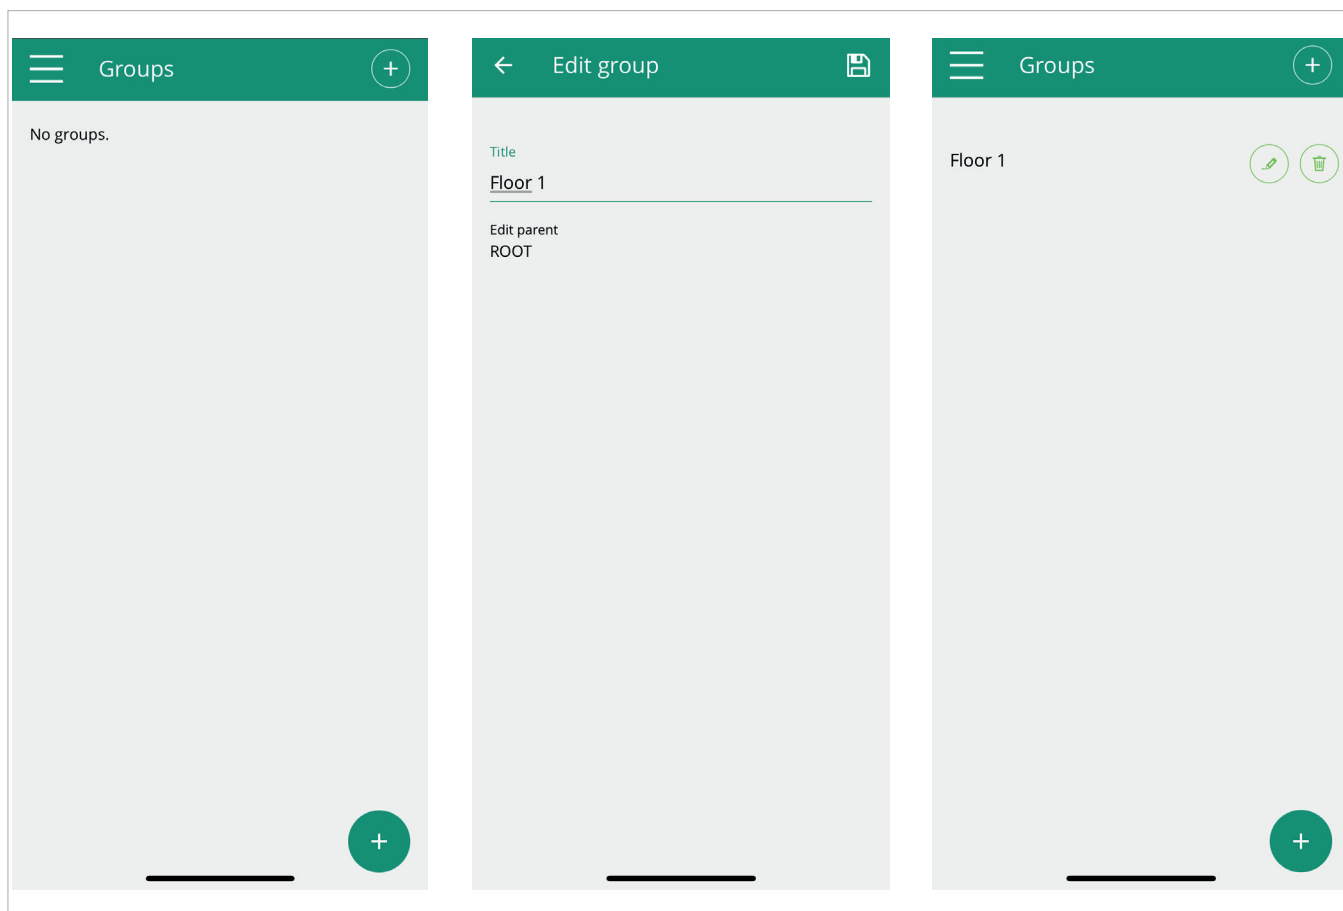 Groups
No groups.
Edit group
Title
Floor 1
Edit parent
ROOT
Groups
Floor 1